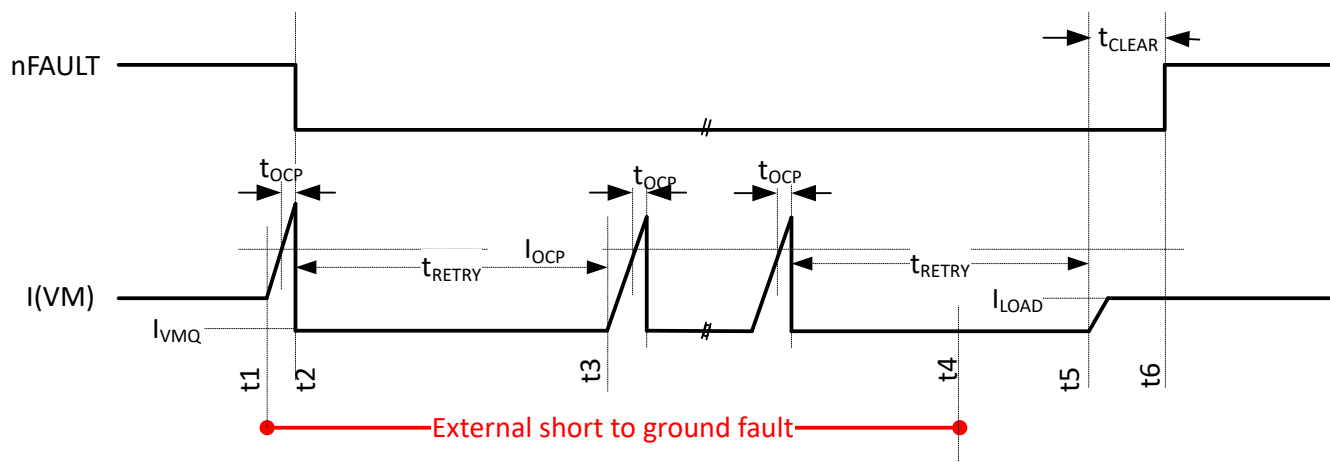 tCLEAR
nFAULT
tOCP
tOCP
tOCP
IOCP
tRETRY
tRETRY
I(VM)
ILOAD
IVMQ
t1
t2
t3
t4
t5
t6
External short to ground fault